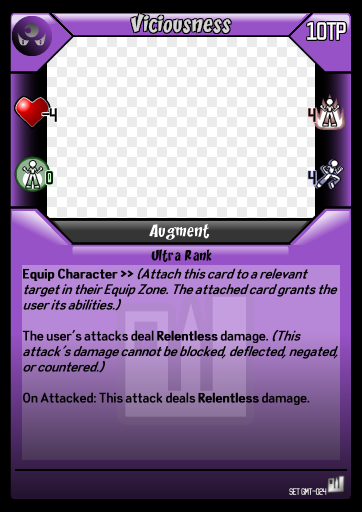 Viciousness
10TP
-4
4
0
4
Augment
Ultra Rank
Equip Character >> (Attach this card to a relevant
target in their Equip Zone. The attached card grants the
user its abilities.)
The user's attacks deal Relentless damage. (This
attack's damage cannot be blocked, deflected, negated,
or countered.)
On Attacked: This attack deals Relentless damage.
SET GMT-024